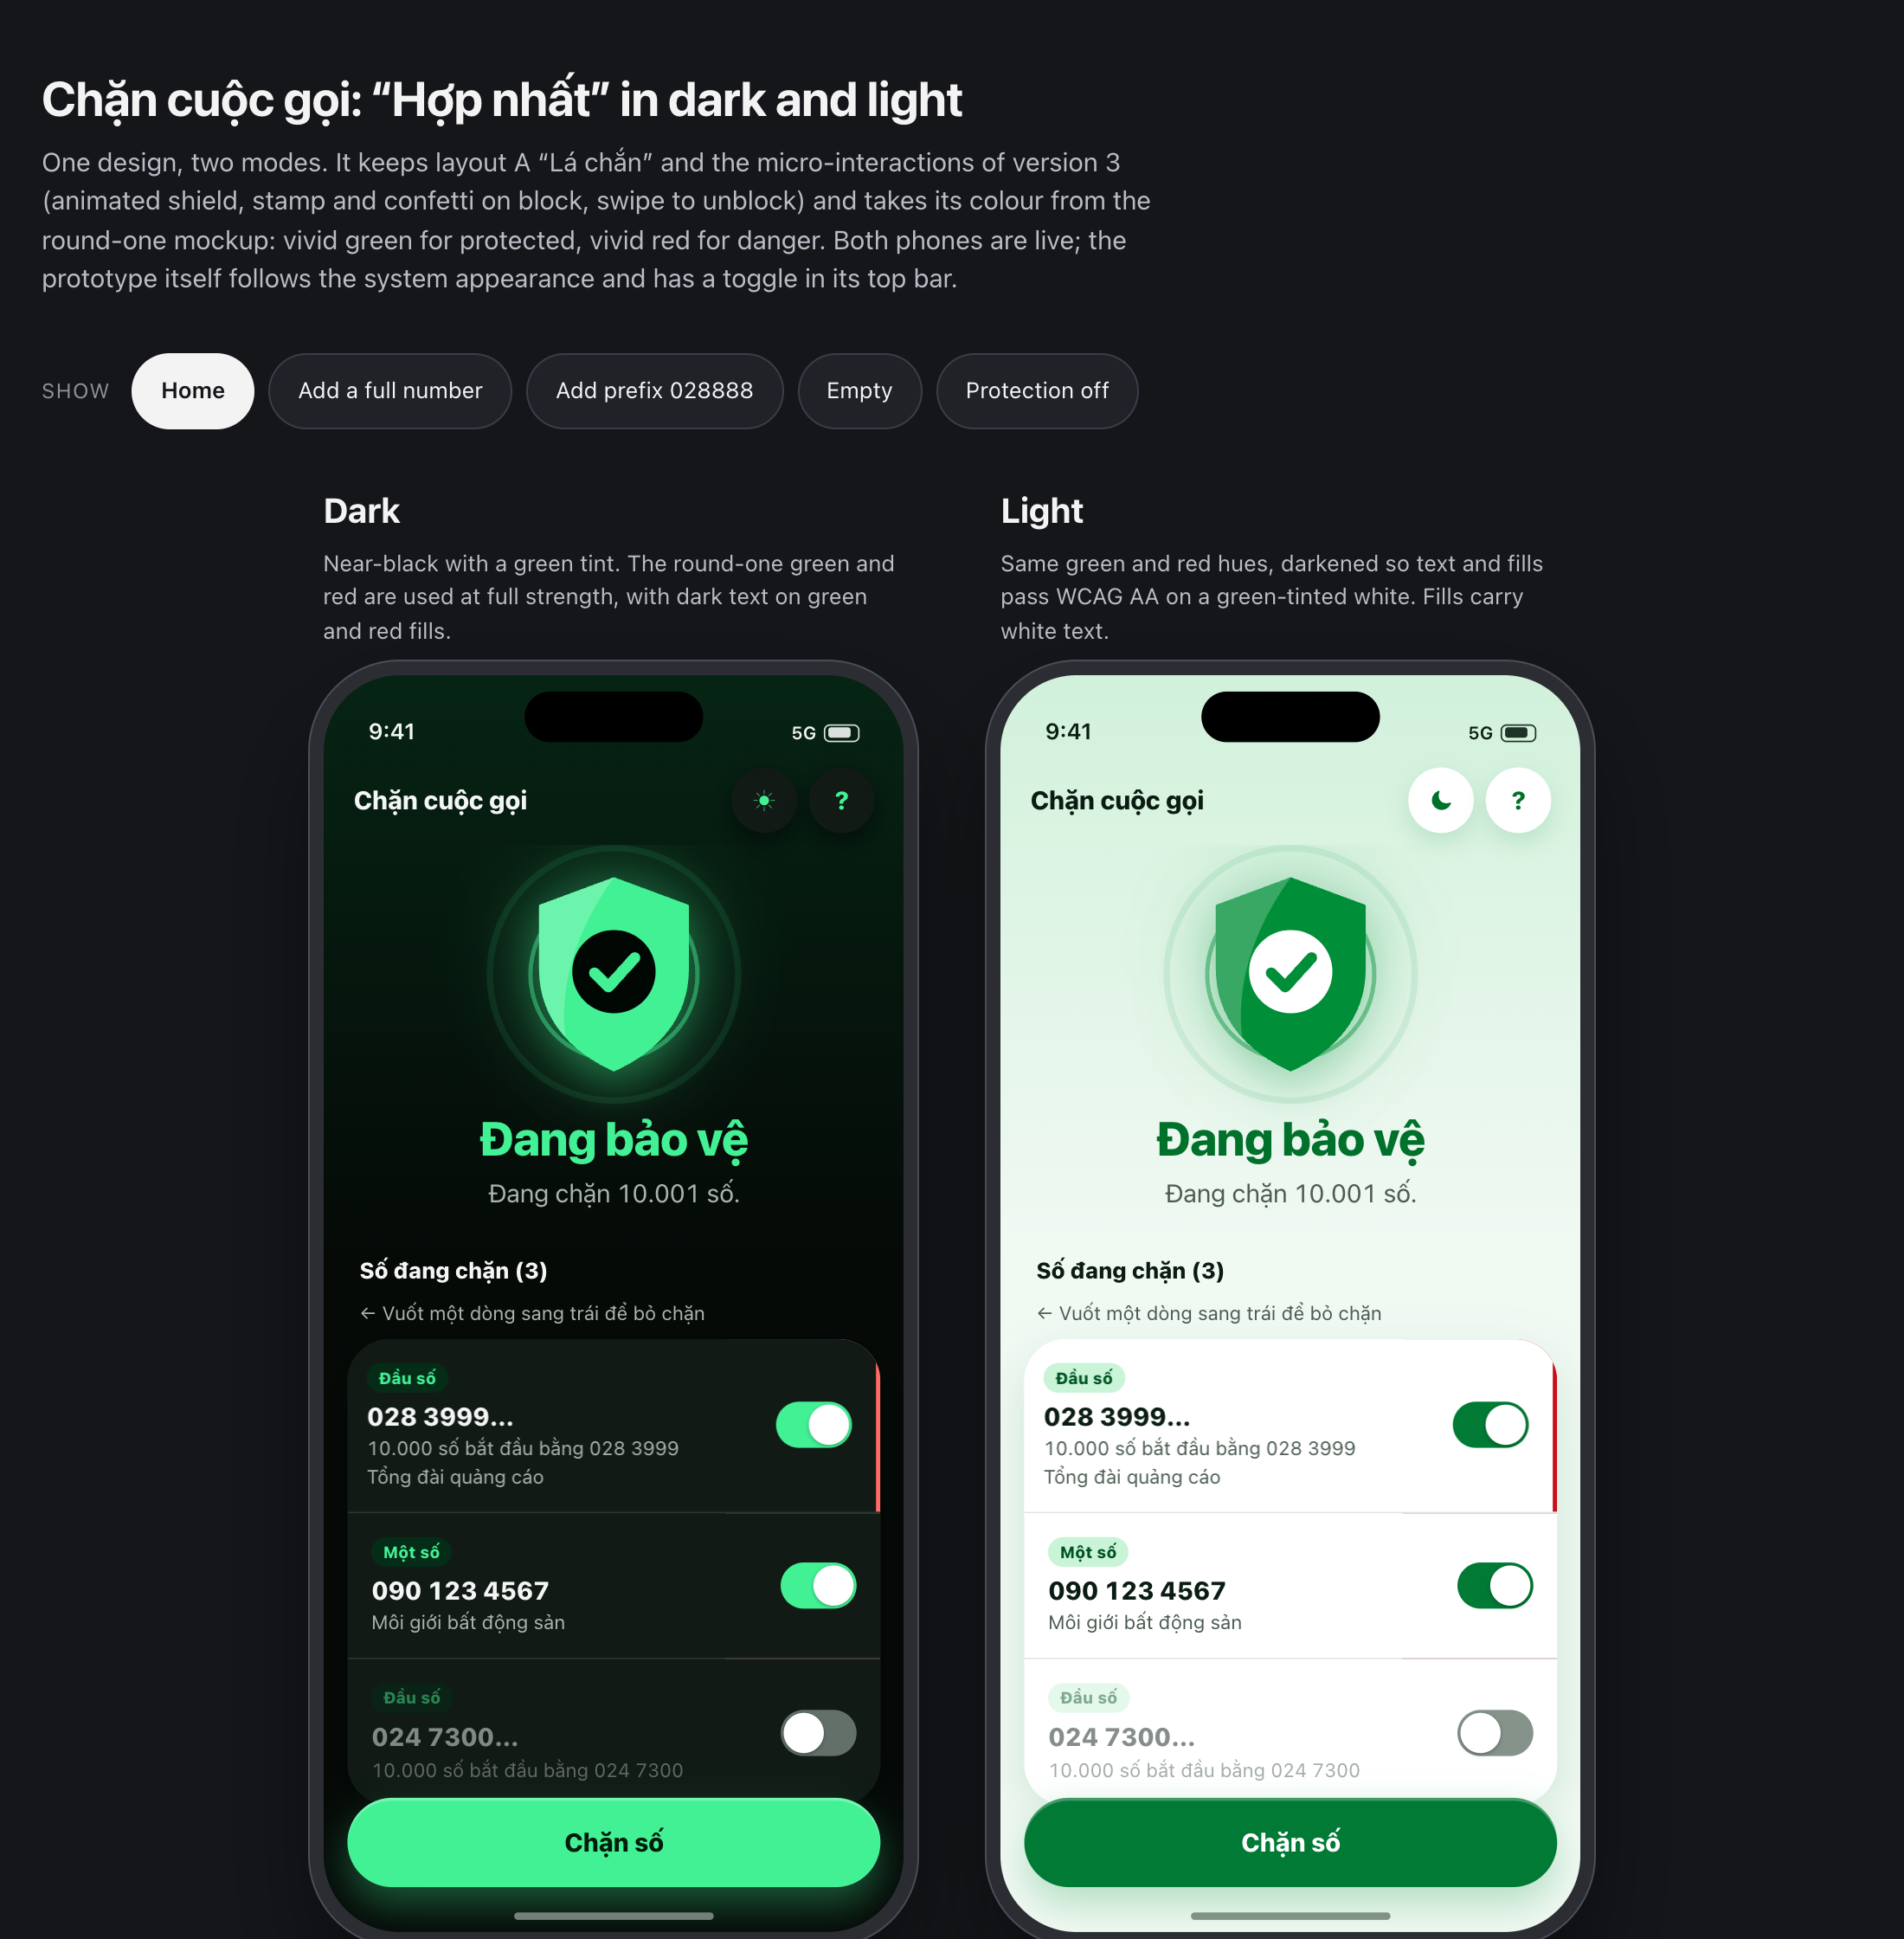 Chặn cuộc gọi: “Hợp nhất” in dark and light
One design, two modes. It keeps layout A “Lá chắn” and the micro-interactions of version 3
(animated shield, stamp and confetti on block, swipe to unblock) and takes its colour from the
round-one mockup: vivid green for protected, vivid red for danger. Both phones are live; the
prototype itself follows the system appearance and has a toggle in its top bar.
SHOW Home Add a full number Add prefix 028888 Empty Protection off
Dark
Near-black with a green tint. The round-one green and
red are used at full strength, with dark text on green
and red fills.
9:41 5G
Chặn cuộc gọi ?
Đang bảo vệ
Đang chặn 10.001 số.
Số đang chặn (3)
← Vuốt một dòng sang trái để bỏ chặn
Đầu số
028 3999...
10.000 số bắt đầu bằng 028 3999
Tổng đài quảng cáo
Một số
090 123 4567
Môi giới bất động sản
Đầu số
024 7300...
10.000 số bắt đầu bằng 024 7300
Chặn số
Light
Same green and red hues, darkened so text and fills
pass WCAG AA on a green-tinted white. Fills carry
white text.
9:41 5G
Chặn cuộc gọi ?
Đang bảo vệ
Đang chặn 10.001 số.
Số đang chặn (3)
← Vuốt một dòng sang trái để bỏ chặn
Đầu số
028 3999...
10.000 số bắt đầu bằng 028 3999
Tổng đài quảng cáo
Một số
090 123 4567
Môi giới bất động sản
Đầu số
024 7300...
10.000 số bắt đầu bằng 024 7300
Chặn số